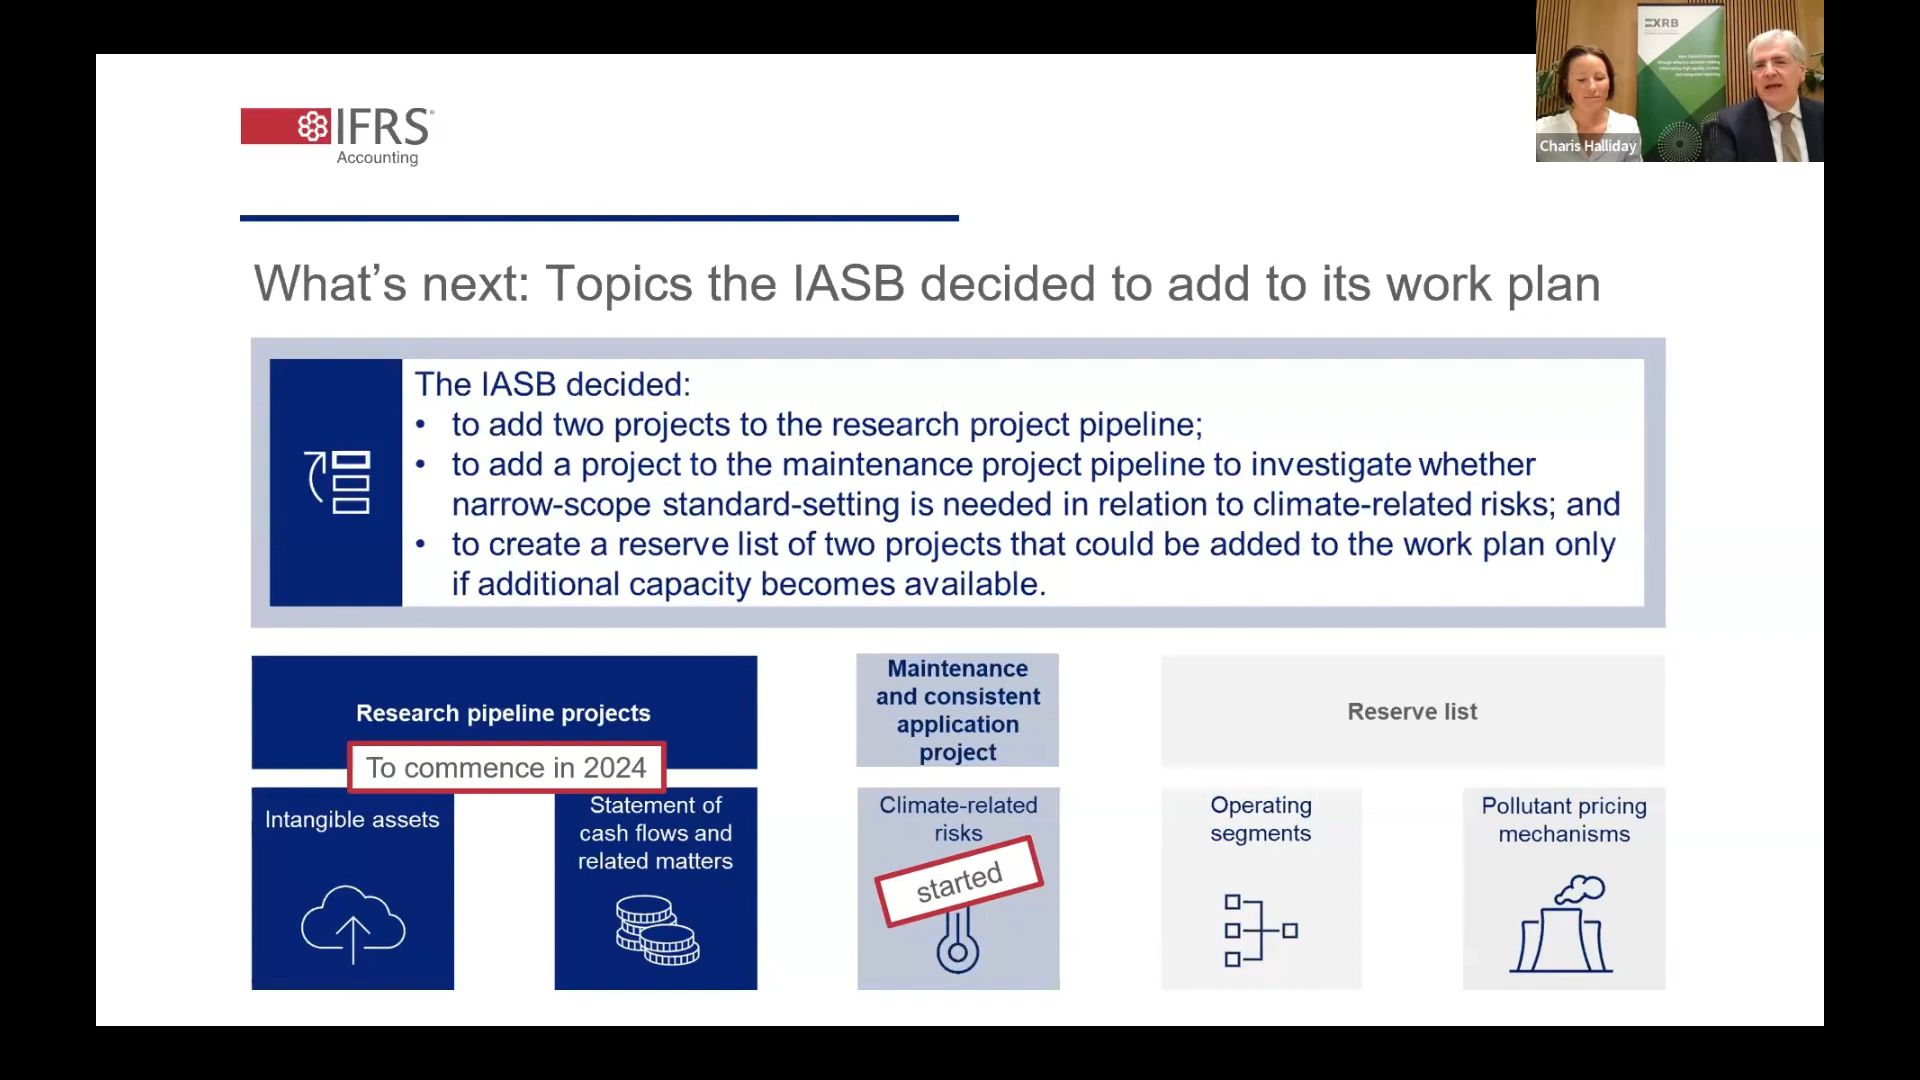 XRB
Charis Halliday
IFRS
Accounting
What's next: Topics the IASB decided to add to its work plan
The IASB decided:
• to add two projects to the research project pipeline;
• to add a project to the maintenance project pipeline to investigate whether
narrow-scope standard-setting is needed in relation to climate-related risks; and
• to create a reserve list of two projects that could be added to the work plan only
if additional capacity becomes available.
Research pipeline projects
To commence in 2024
Intangible assets
Statement of
cash flows and
related matters
Maintenance
and consistent
application
project
Climate-related
risks
started
Reserve list
Operating
segments
Pollutant pricing
mechanisms